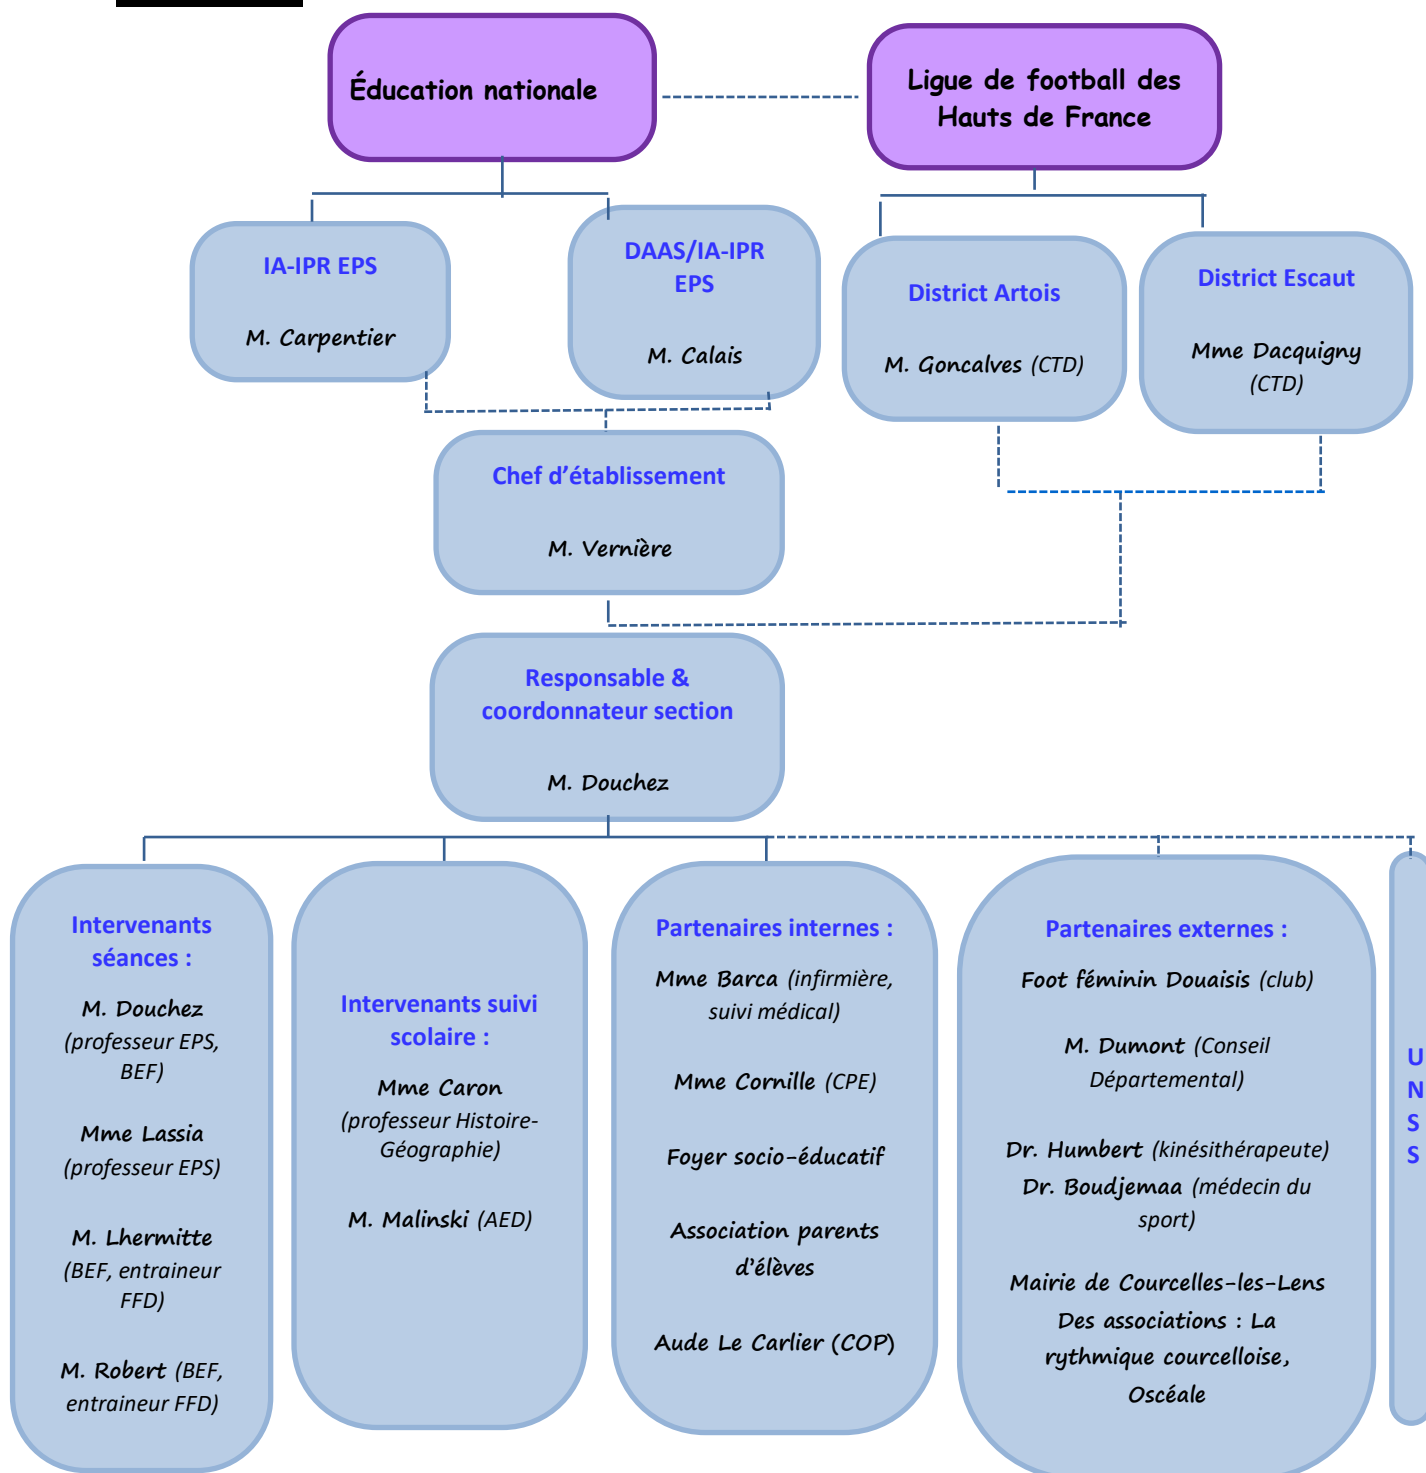 Éducation nationale
Ligue de football des
Hauts de France
IA-IPR EPS
M. Carpentier
DAAS/IA-IPR
EPS
M. Calais
District Artois
M. Goncalves (CTD)
District Escaut
Mme Dacquigny
(CTD)
Chef d’établissement
M. Vernière
Responsable &
coordonnateur section
M. Douchez
Intervenants
séances :
M. Douchez
(professeur EPS,
BEF)
Mme Lassia
(professeur EPS)
M. Lhermitte
(BEF, entraineur
FFD)
M. Robert (BEF,
entraineur FFD)
Intervenants suivi
scolaire :
Mme Caron
(professeur Histoire-
Géographie)
M. Malinski (AED)
Partenaires internes :
Mme Barca (infirmière,
suivi médical)
Mme Cornille (CPE)
Foyer socio-éducatif
Association parents
d’élèves
Aude Le Carlier (COP)
Partenaires externes :
Foot féminin Douaisis (club)
M. Dumont (Conseil
Départemental)
Dr. Humbert (kinésithérapeute)
Dr. Boudjemaa (médecin du
sport)
Mairie de Courcelles-les-Lens
Des associations : La
rythmique courcelloise,
Oscéale
U
N
S
S